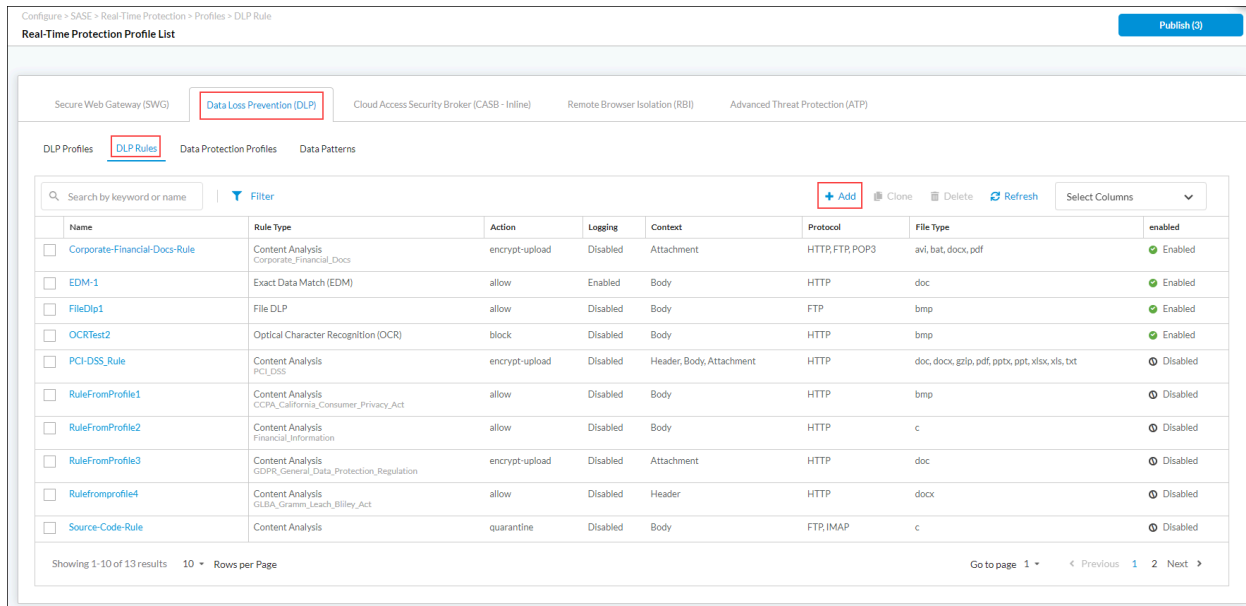 Configure > SASE > Real-Time Protection > Profiles > DLP Rule
Real-Time Protection Profile List
Publish (3)
Secure Web Gateway (SWG) Data Loss Prevention (DLP) Cloud Access Security Broker (CASB - Inline) Remote Browser Isolation (RBI) Advanced Threat Protection (ATP)
DLP Profiles DLP Rules Data Protection Profiles Data Patterns
Search by keyword or name Filter + Add Clone Delete Refresh Select Columns
Name Rule Type Action Logging Context Protocol File Type enabled
Corporate-Financial-Docs-Rule Content Analysis encrypt-upload Disabled Attachment HTTP, FTP, POP3 avi, bat, docx, pdf Enabled
Corporate_Financial_Docs
EDM-1 Exact Data Match (EDM) allow Enabled Body HTTP doc Enabled
FileDlp1 File DLP allow Disabled Body FTP bmp Enabled
OCRTest2 Optical Character Recognition (OCR) block Disabled Body HTTP bmp Enabled
PCI-DSS_Rule Content Analysis encrypt-upload Disabled Header, Body, Attachment HTTP doc, docx, gzip, pdf, pptx, ppt, xlsx, xls, txt Disabled
PCI_DSS
RuleFromProfile1 Content Analysis allow Disabled Body HTTP bmp Disabled
CCPA_California_Consumer_Privacy_Act
RuleFromProfile2 Content Analysis allow Disabled Body HTTP c Disabled
Financial_Information
RuleFromProfile3 Content Analysis encrypt-upload Disabled Attachment HTTP doc Disabled
GDPR_General_Data_Protection_Regulation
Rulefromprofile4 Content Analysis allow Disabled Header HTTP docx Disabled
GLBA_Gramm_Leach_Bliley_Act
Source-Code-Rule Content Analysis quarantine Disabled Body FTP, IMAP c Disabled
Showing 1-10 of 13 results 10 Rows per Page Go to page 1 < Previous 1 2 Next >